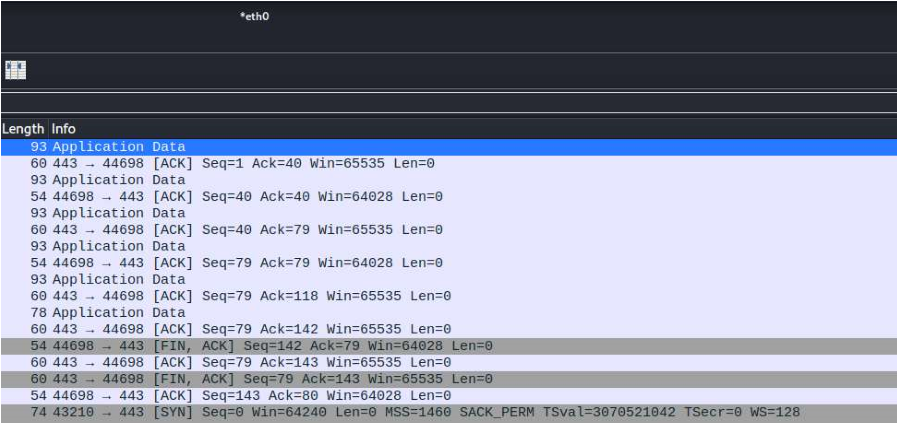 *eth0
Length Info
93 Application Data
60 443 → 44698 [ACK] Seq=1 Ack=40 Win=65535 Len=0
93 Application Data
54 44698 → 443 [ACK] Seq=40 Ack=40 Win=64028 Len=0
93 Application Data
60 443 → 44698 [ACK] Seq=40 Ack=79 Win=65535 Len=0
93 Application Data
54 44698 → 443 [ACK] Seq=79 Ack=79 Win=64028 Len=0
93 Application Data
60 443 → 44698 [ACK] Seq=79 Ack=118 Win=65535 Len=0
78 Application Data
60 443 → 44698 [ACK] Seq=79 Ack=142 Win=65535 Len=0
54 44698 → 443 [FIN, ACK] Seq=142 Ack=79 Win=64028 Len=0
60 443 → 44698 [ACK] Seq=79 Ack=143 Win=65535 Len=0
60 443 → 44698 [FIN, ACK] Seq=79 Ack=143 Win=65535 Len=0
54 44698 → 443 [ACK] Seq=143 Ack=80 Win=64028 Len=0
74 43210 → 443 [SYN] Seq=0 Win=64240 Len=0 MSS=1460 SACK_PERM TSval=3070521042 TSecr=0 WS=128